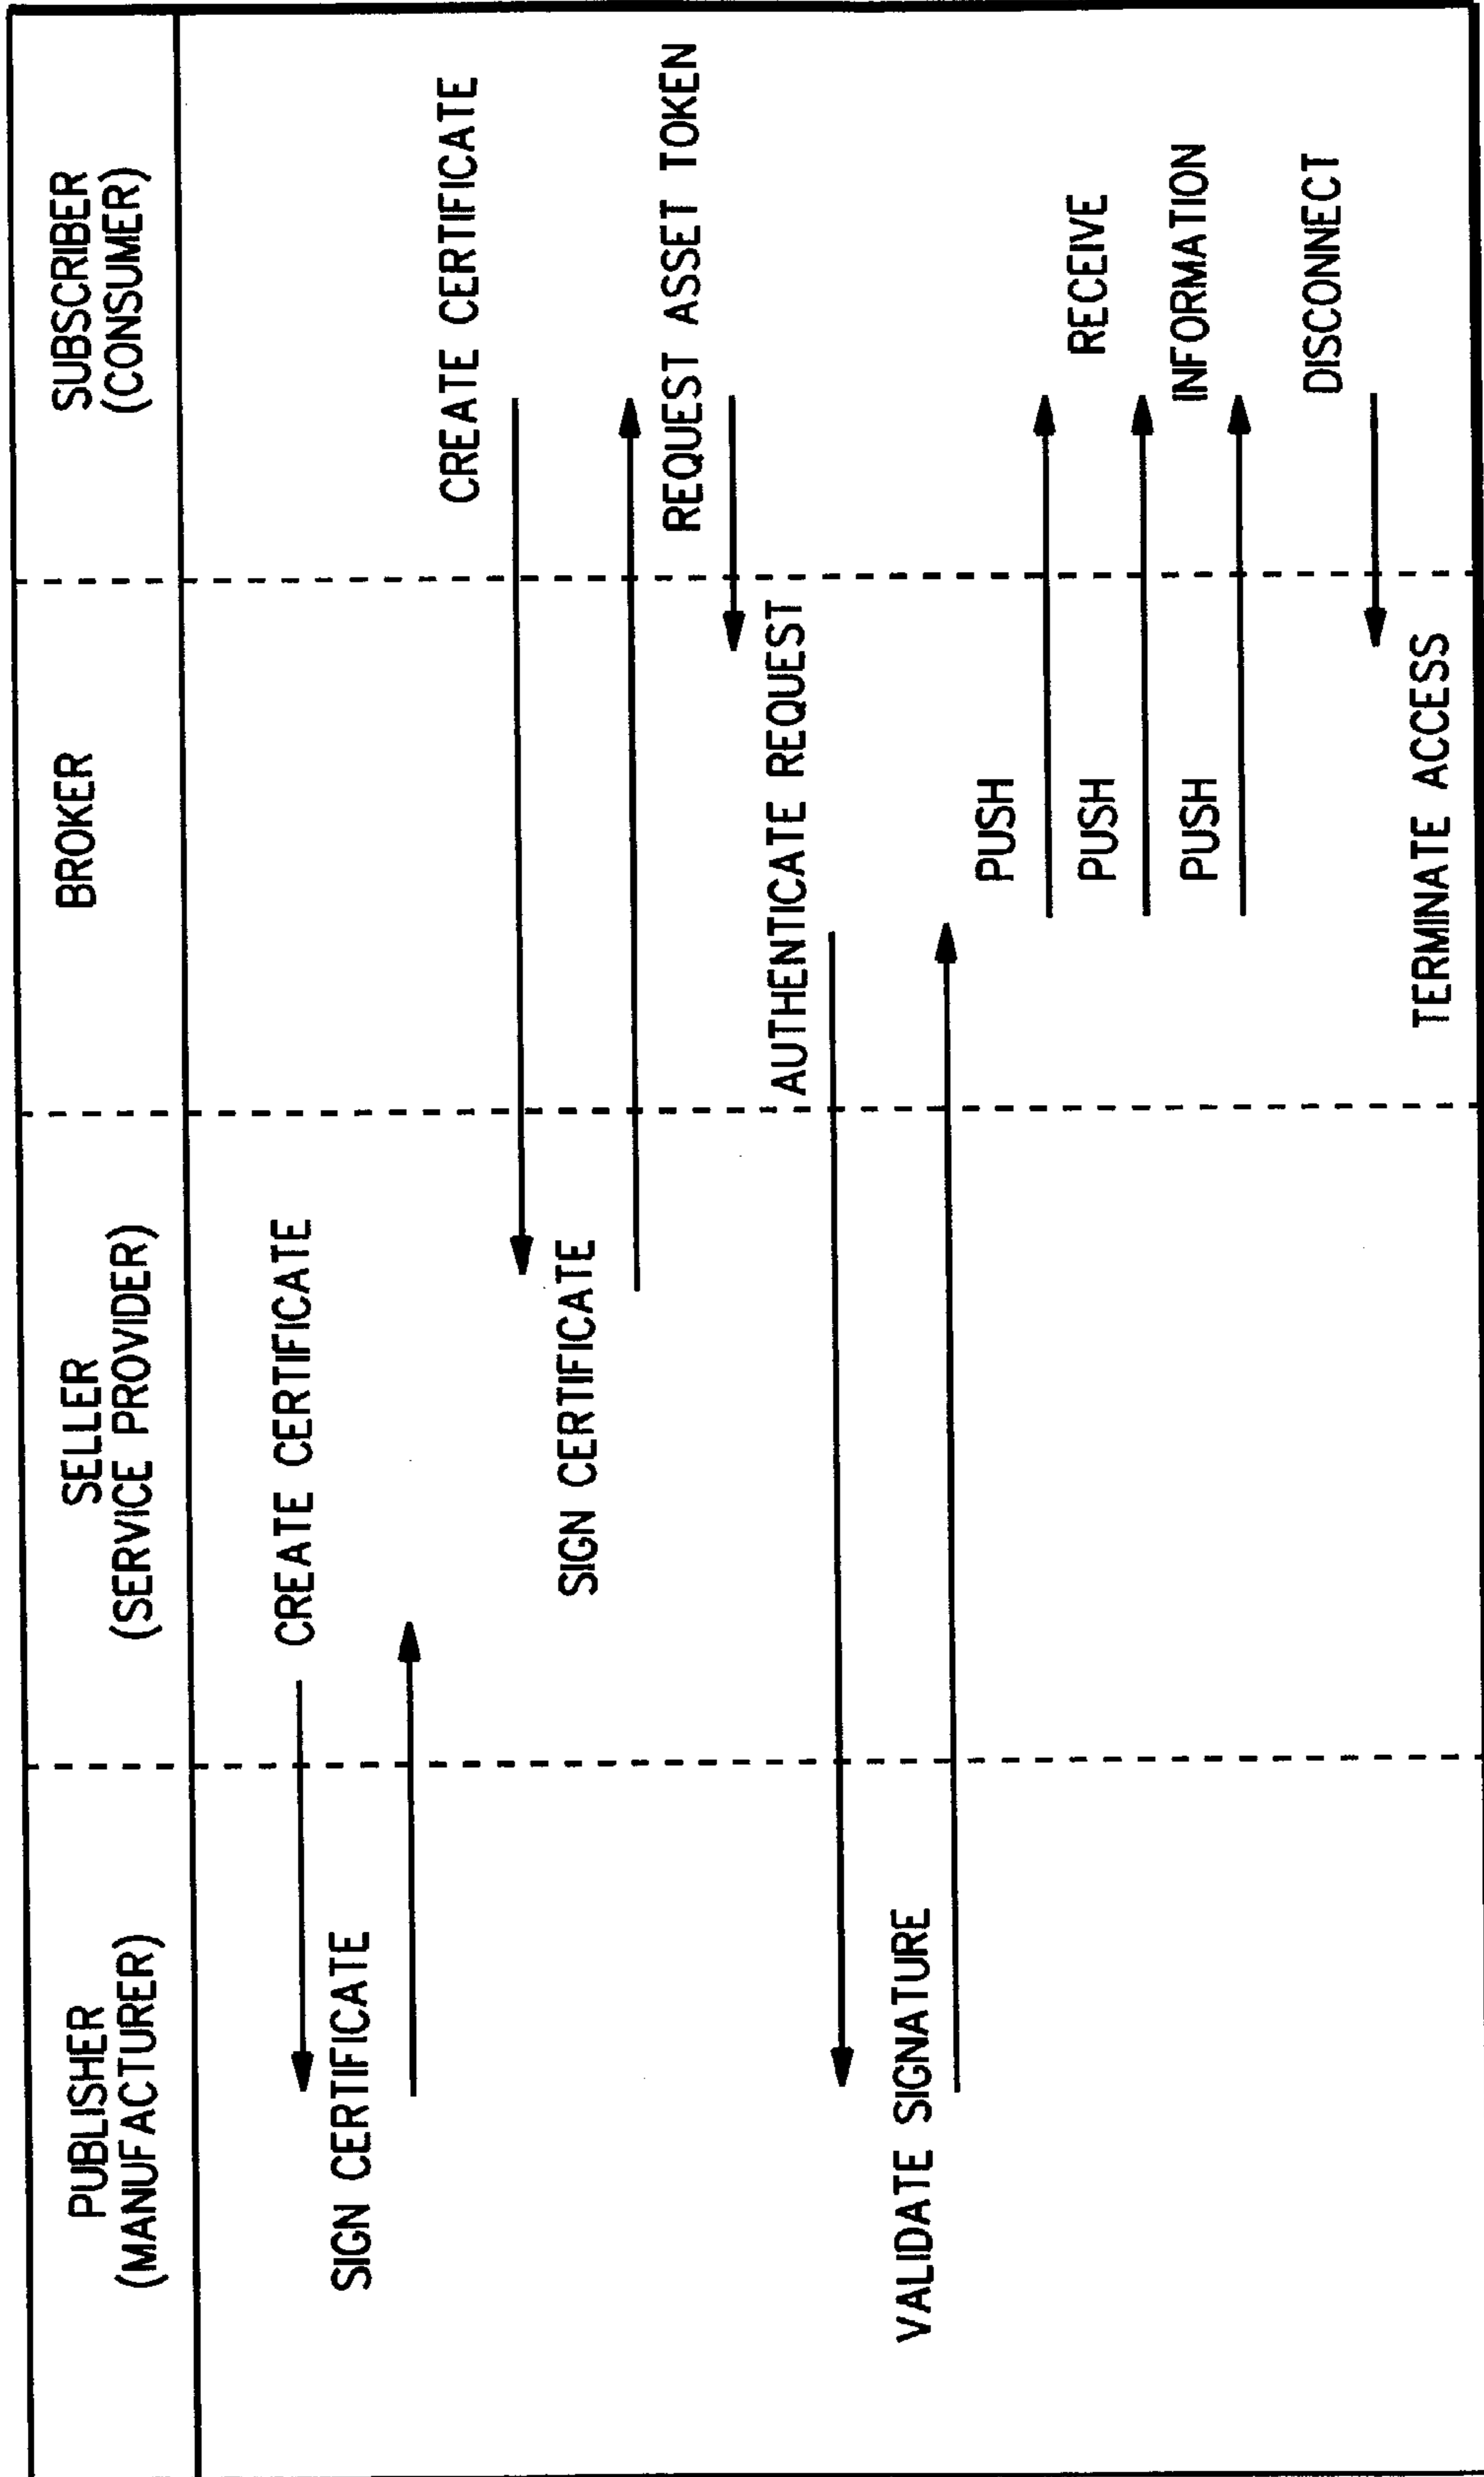 PUBLISHER
(MANUFACTURER)
SELLER
(SERVICE PROVIDER)
BROKER
SUBSCRIBER
(CONSUMER)
CREATE CERTIFICATE
SIGN CERTIFICATE
CREATE CERTIFICATE
SIGN CERTIFICATE
REQUEST ASSET TOKEN
AUTHENTICATE REQUEST
VALIDATE SIGNATURE
PUSH
RECEIVE
PUSH
INFORMATION
PUSH
DISCONNECT
TERMINATE ACCESS